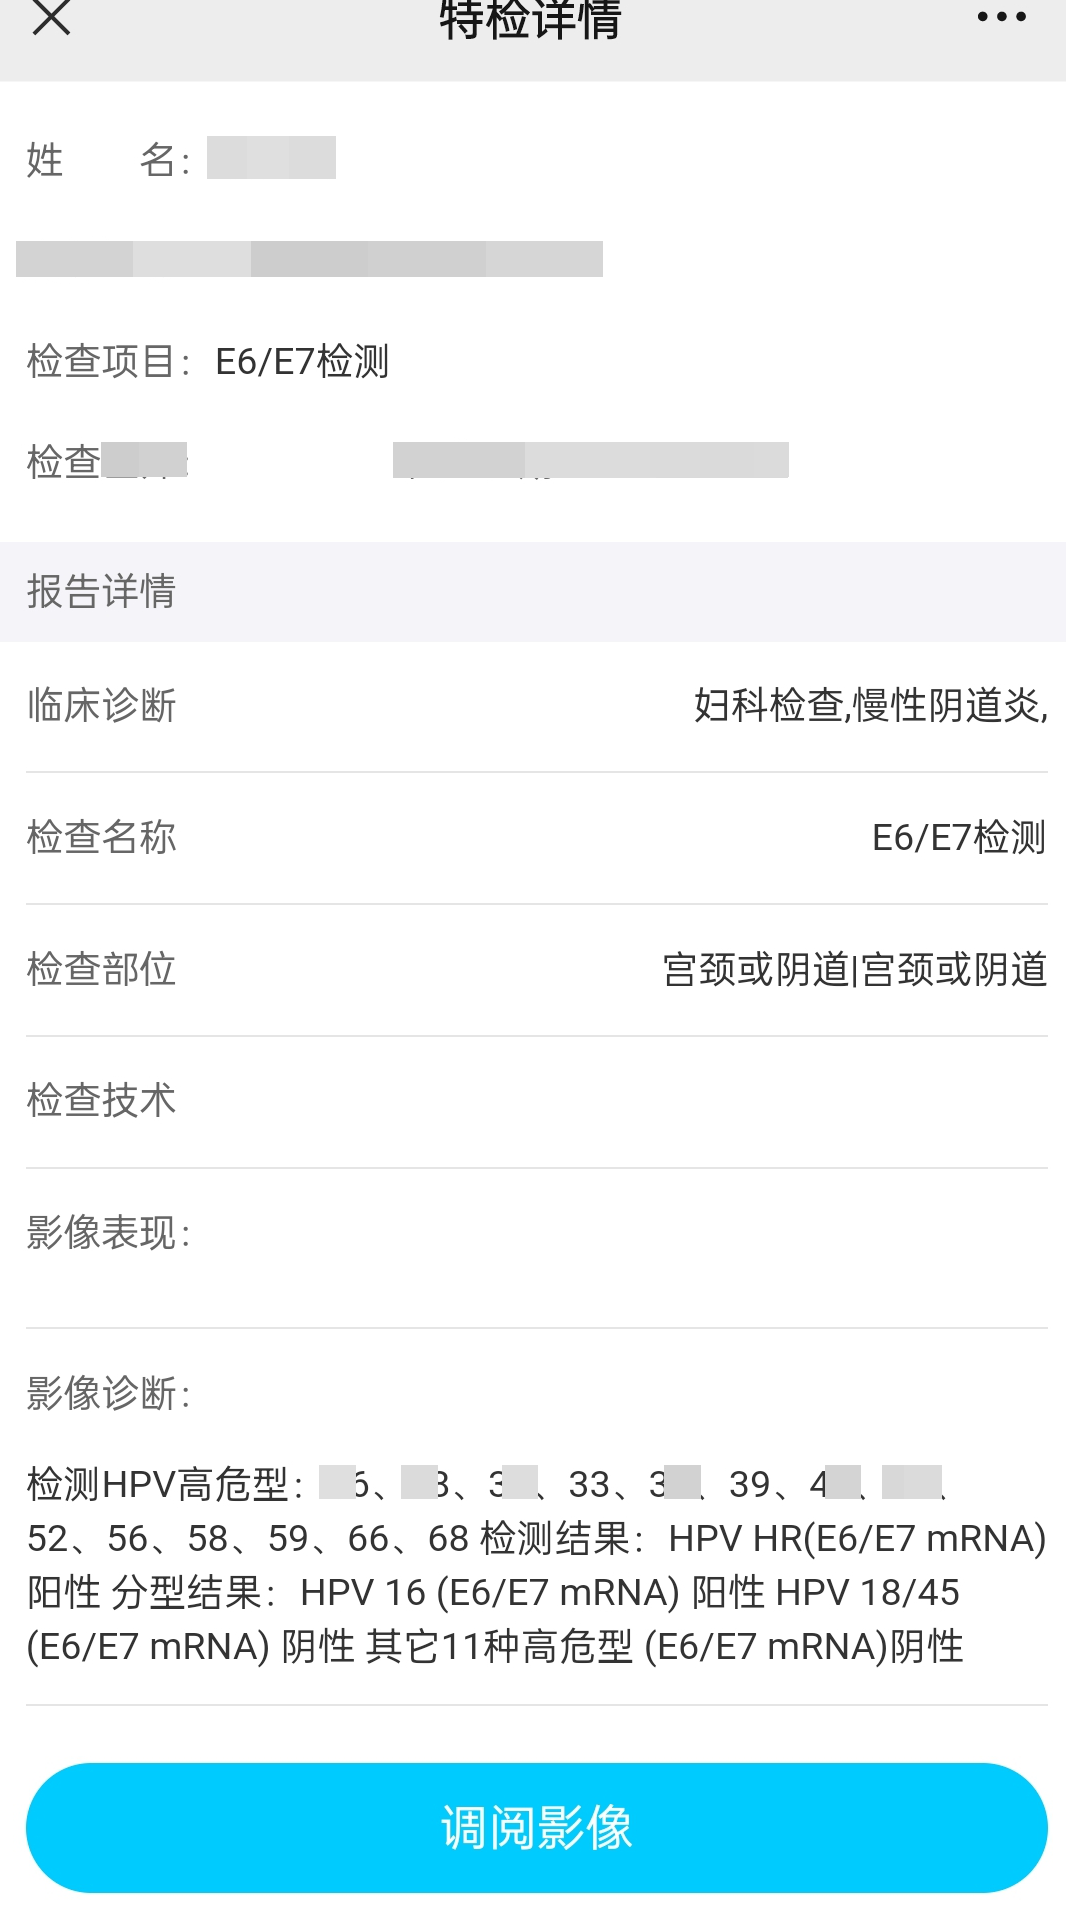 特检详情
姓 名：
检查项目： E6/E7检测
检查
报告详情
临床诊断 妇科检查,慢性阴道炎,
检查名称 E6/E7检测
检查部位 宫颈或阴道|宫颈或阴道
检查技术
影像表现：
影像诊断：
检测HPV高危型： 6、 3、3 、33、3 、39、4 、 、
52、56、58、59、66、68 检测结果： HPV HR(E6/E7 mRNA)
阳性 分型结果： HPV 16 (E6/E7 mRNA) 阳性 HPV 18/45
(E6/E7 mRNA) 阴性 其它11种高危型 (E6/E7 mRNA)阴性
调阅影像